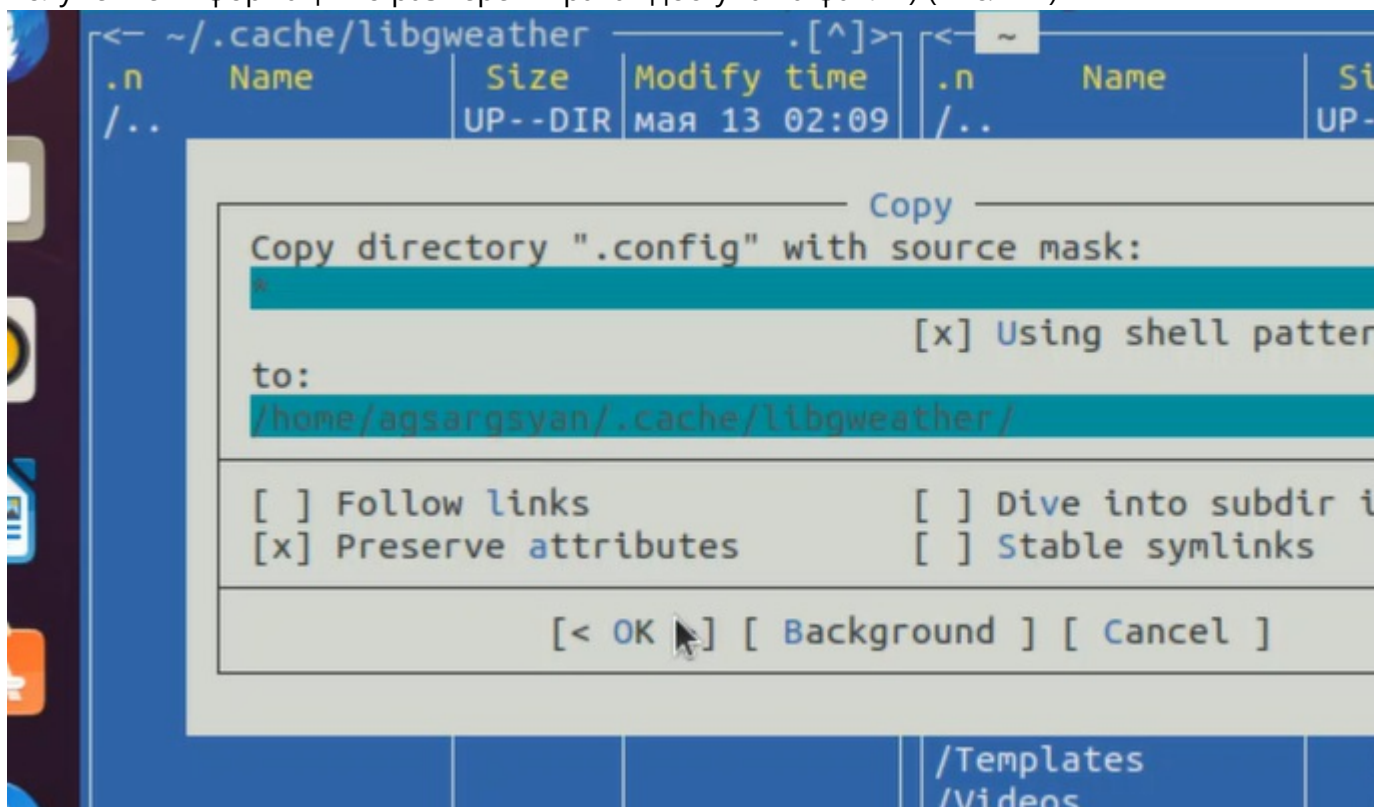 <— ~/.cache/libgweather ———.[^]>
<— ~
.n Name Size Modify time
.n Name Si
/.. UP--DIR мая 13 02:09
/.. UP-
Copy
Copy directory ".config" with source mask:
*
[x] Using shell patter
to:
/home/agsargsyan/.cache/libgweather/
[ ] Follow links [ ] Dive into subdir i
[x] Preserve attributes [ ] Stable symlinks
[< OK >] [ Background ] [ Cancel ]
/Templates
/Videos